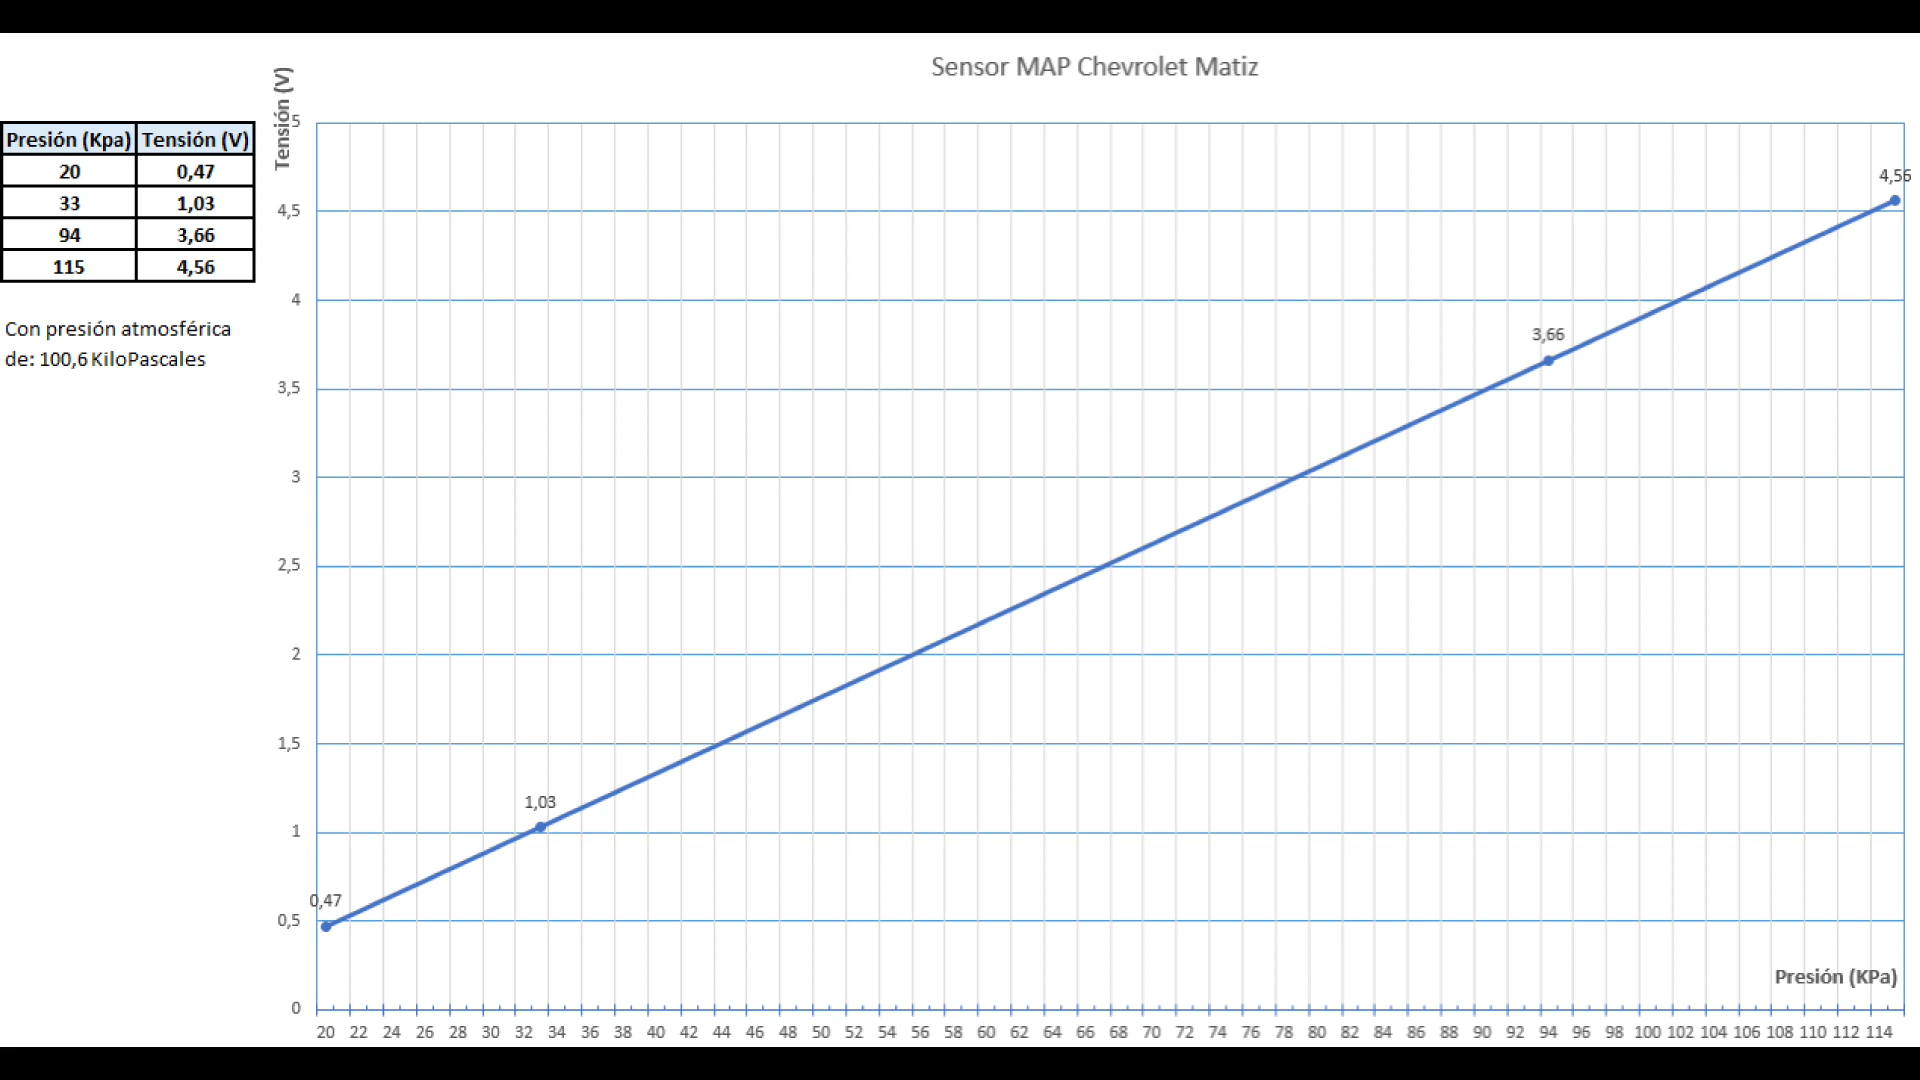 Sensor MAP Chevrolet Matiz
Presión (Kpa) Tensión (V)
20 0,47
33 1,03
94 3,66
115 4,56
Con presión atmosférica
de: 100,6 KiloPascales
Tensión (V)
5
4,5
4
3,5
3
2,5
2
1,5
1
0,5
0
4,56
3,66
1,03
0,47
Presión (KPa)
20 22 24 26 28 30 32 34 36 38 40 42 44 46 48 50 52 54 56 58 60 62 64 66 68 70 72 74 76 78 80 82 84 86 88 90 92 94 96 98 100 102 104 106 108 110 112 114